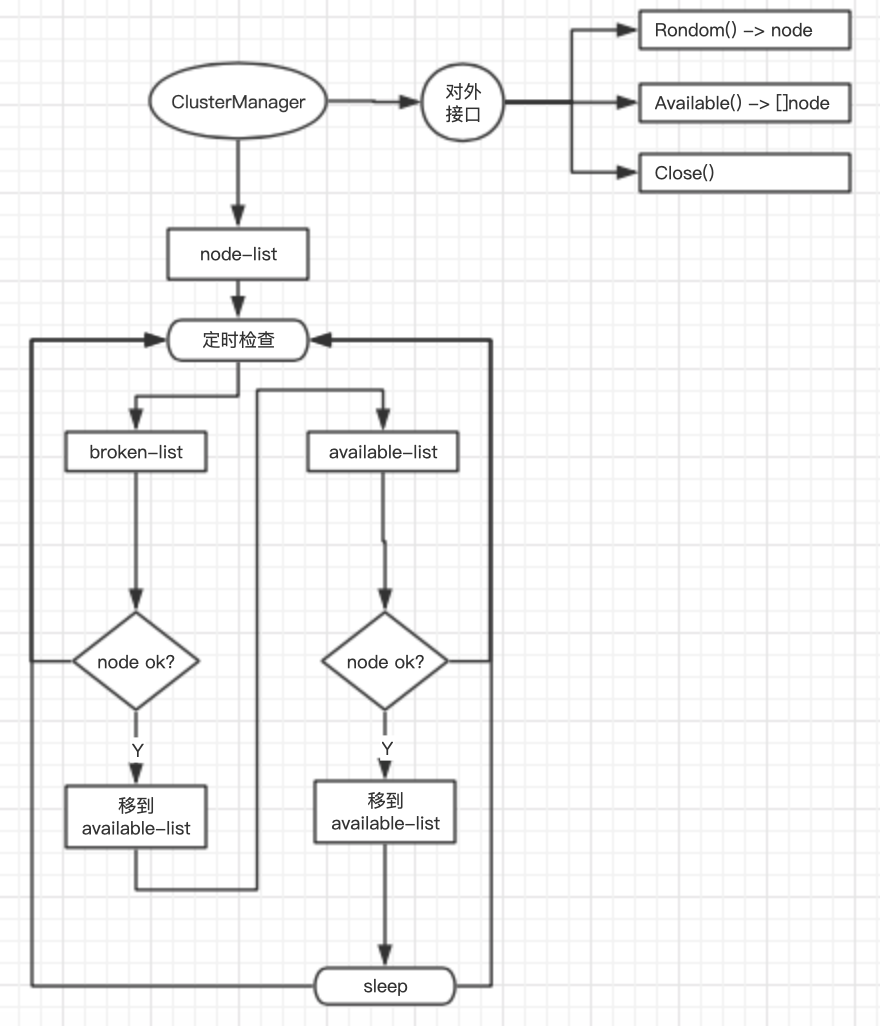 Rondom() -> node
ClusterManager
对外
接口
Available() -> []node
Close()
node-list
定时检查
broken-list
available-list
node ok?
node ok?
Y
Y
移到
available-list
移到
available-list
sleep